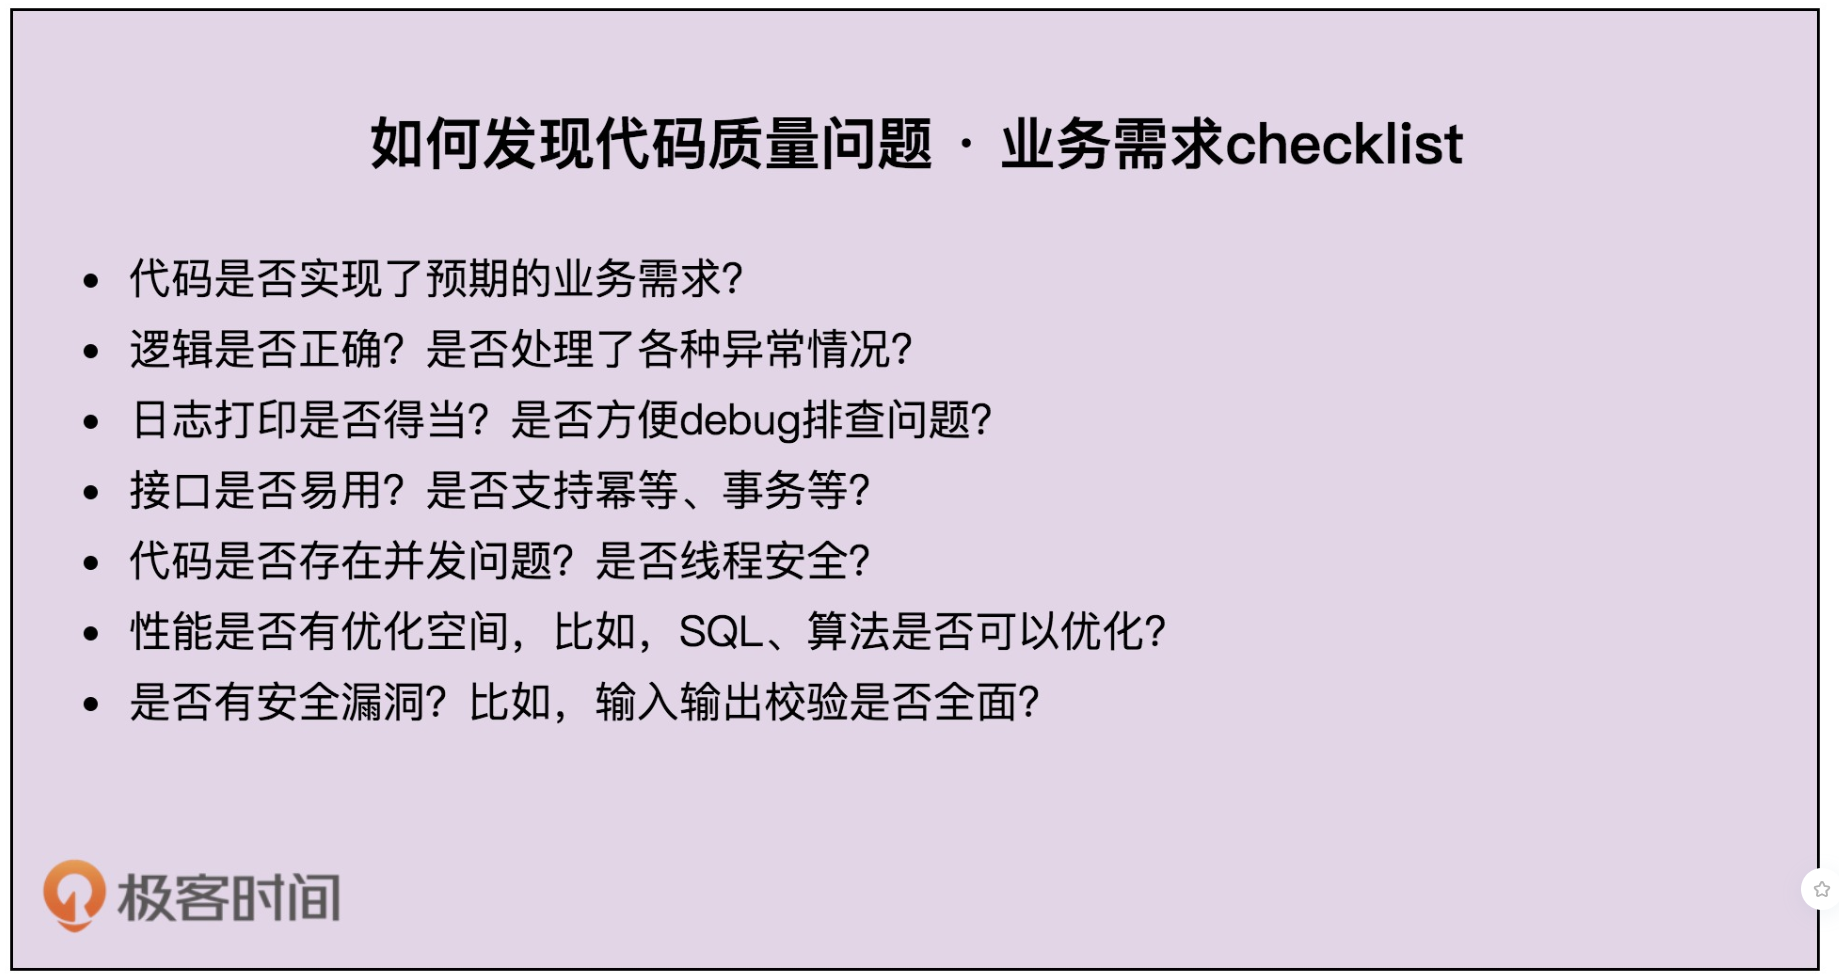 如何发现代码质量问题 · 业务需求checklist
• 代码是否实现了预期的业务需求？
• 逻辑是否正确？是否处理了各种异常情况？
• 日志打印是否得当？是否方便debug排查问题？
• 接口是否易用？是否支持幂等、事务等？
• 代码是否存在并发问题？是否线程安全？
• 性能是否有优化空间，比如，SQL、算法是否可以优化？
• 是否有安全漏洞？比如，输入输出校验是否全面？
极客时间